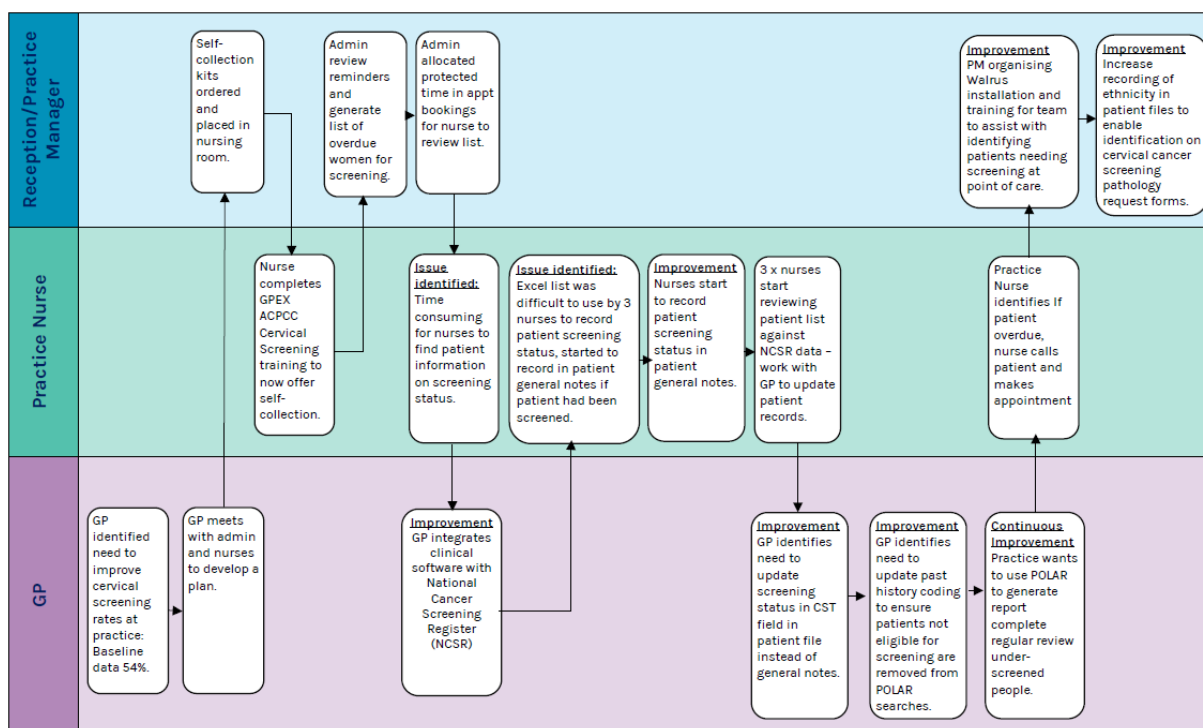 Reception/Practice
Manager
Self-
collection
kits
ordered
and
placed in
nursing
room.
Admin
review
reminders
and
generate
list of
overdue
women for
screening.
Admin
allocated
protected
time in appt
bookings
for nurse to
review list.
Improvement
PM organising
Walrus
installation and
training for team
to assist with
identifying
patients needing
screening at
point of care.
Improvement
Increase
recording of
ethnicity in
patient files to
enable
identification on
cervical cancer
screening
pathology
request forms.
Practice Nurse
Nurse
completes
GPEX
ACPCC
Cervical
Screening
training to
now offer
self-
collection.
Issue
identified:
Time
consuming
for nurses to
find patient
information
on screening
status.
Issue identified:
Excel list was
difficult to use by 3
nurses to record
patient screening
status, started to
record in patient
general notes if
patient had been
screened.
Improvement
Nurses start
to record
patient
screening
status in
patient
general notes.
3 x nurses
start
reviewing
patient list
against
NCSR data –
work with
GP to update
patient
records.
Practice
Nurse
identifies If
patient
overdue,
nurse calls
patient and
makes
appointment
GP
GP
identified
need to
improve
cervical
screening
rates at
practice:
Baseline
data 54%.
GP meets
with admin
and nurses
to develop a
plan.
Improvement
GP integrates
clinical
software with
National
Cancer
Screening
Register
(NCSR)
Improvement
GP identifies
need to
update
screening
status in CST
field in
patient file
instead of
general notes.
Improvement
GP identifies
need to
update past
history coding
to ensure
patients not
eligible for
screening are
removed from
POLAR
searches.
Continuous
Improvement
Practice wants
to use POLAR
to generate
report
complete
regular review
under-
screened
people.